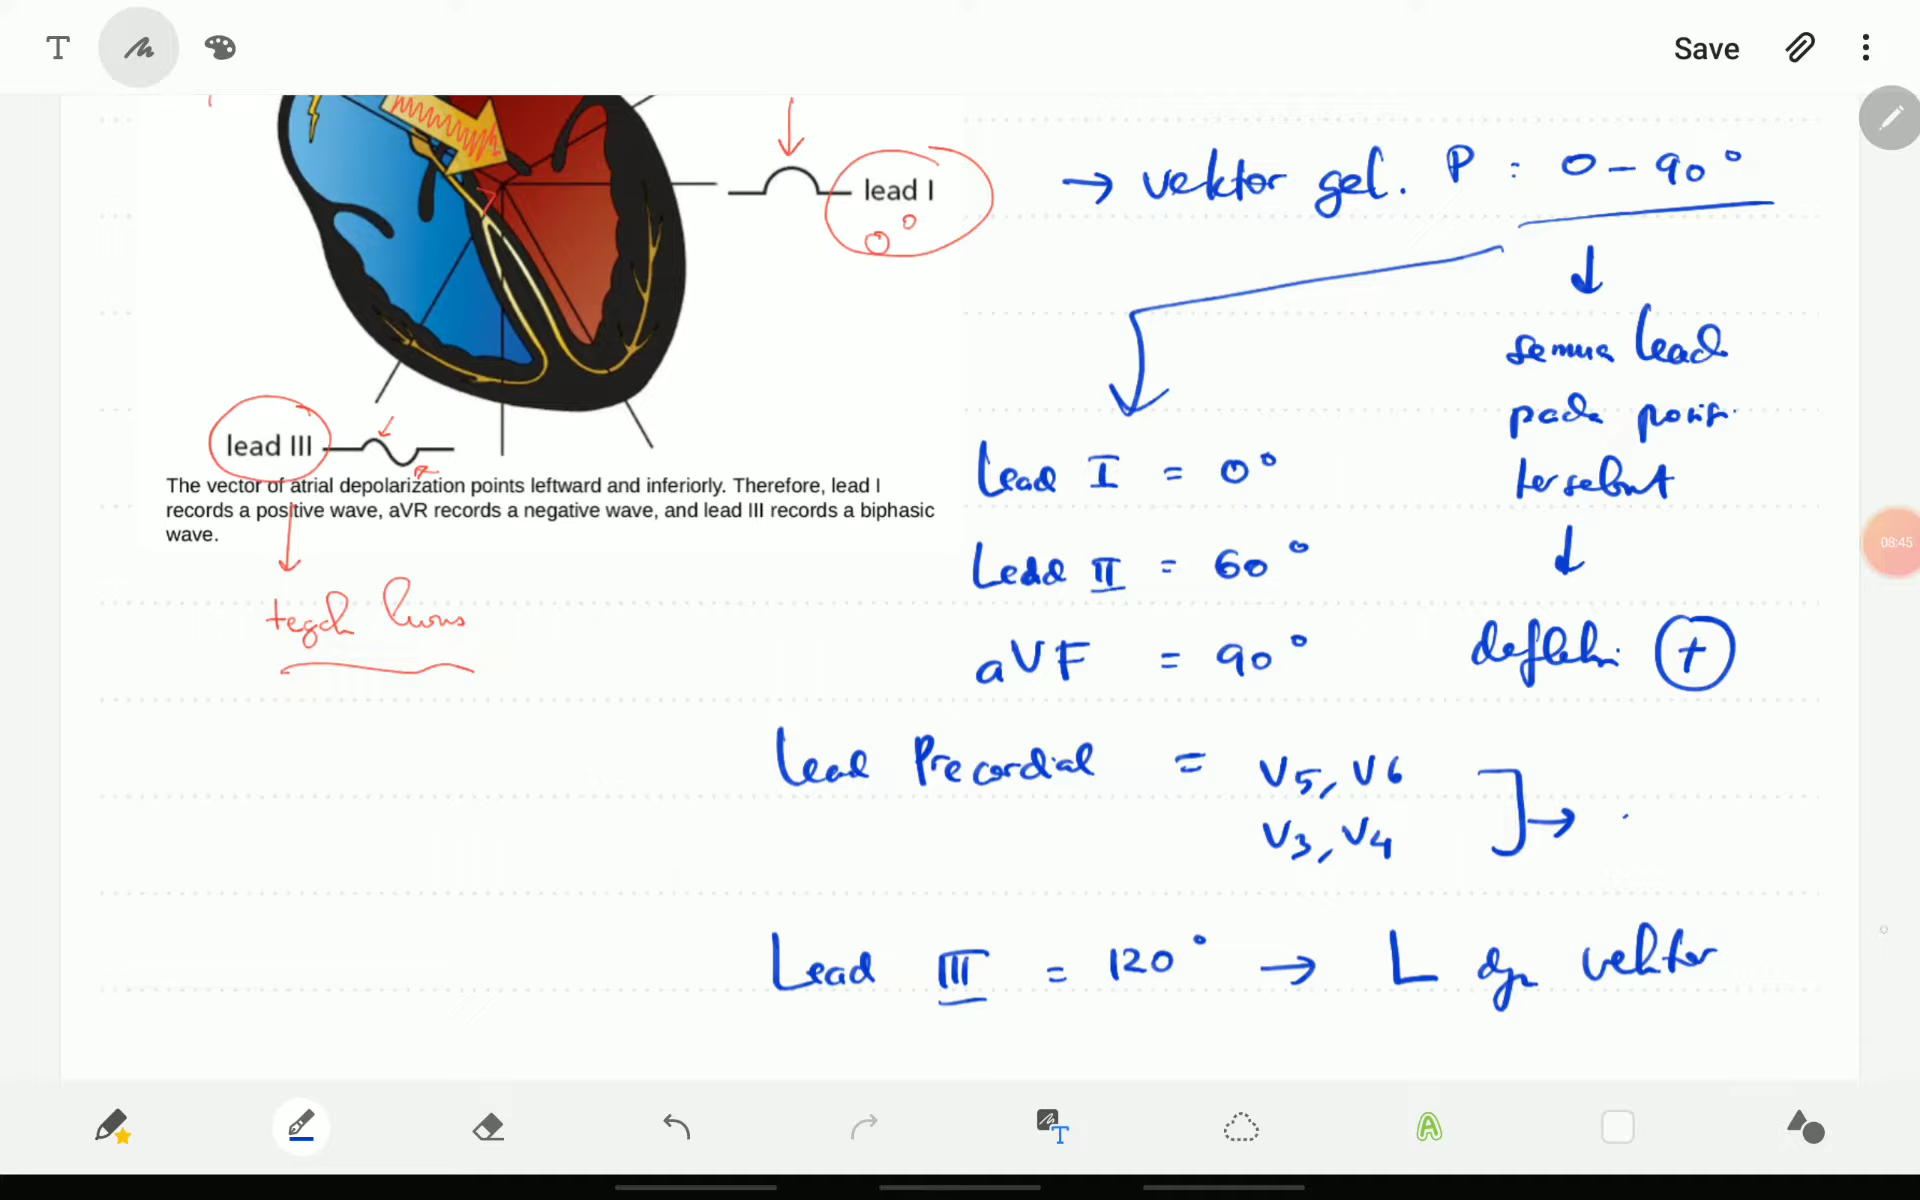 Save
→ vektor gel. P : 0 - 90°
lead I
0°
semua lead
pada posisi
tersebut
defleksi +
lead III
The vector of atrial depolarization points leftward and inferiorly. Therefore, lead I
records a positive wave, aVR records a negative wave, and lead III records a biphasic
wave.
tegak lurus
Lead I = 0°
Lead II = 60°
aVF = 90°
Lead Precordial = V5, V6
V3, V4
Lead III = 120° → L dgn vektor
08:45